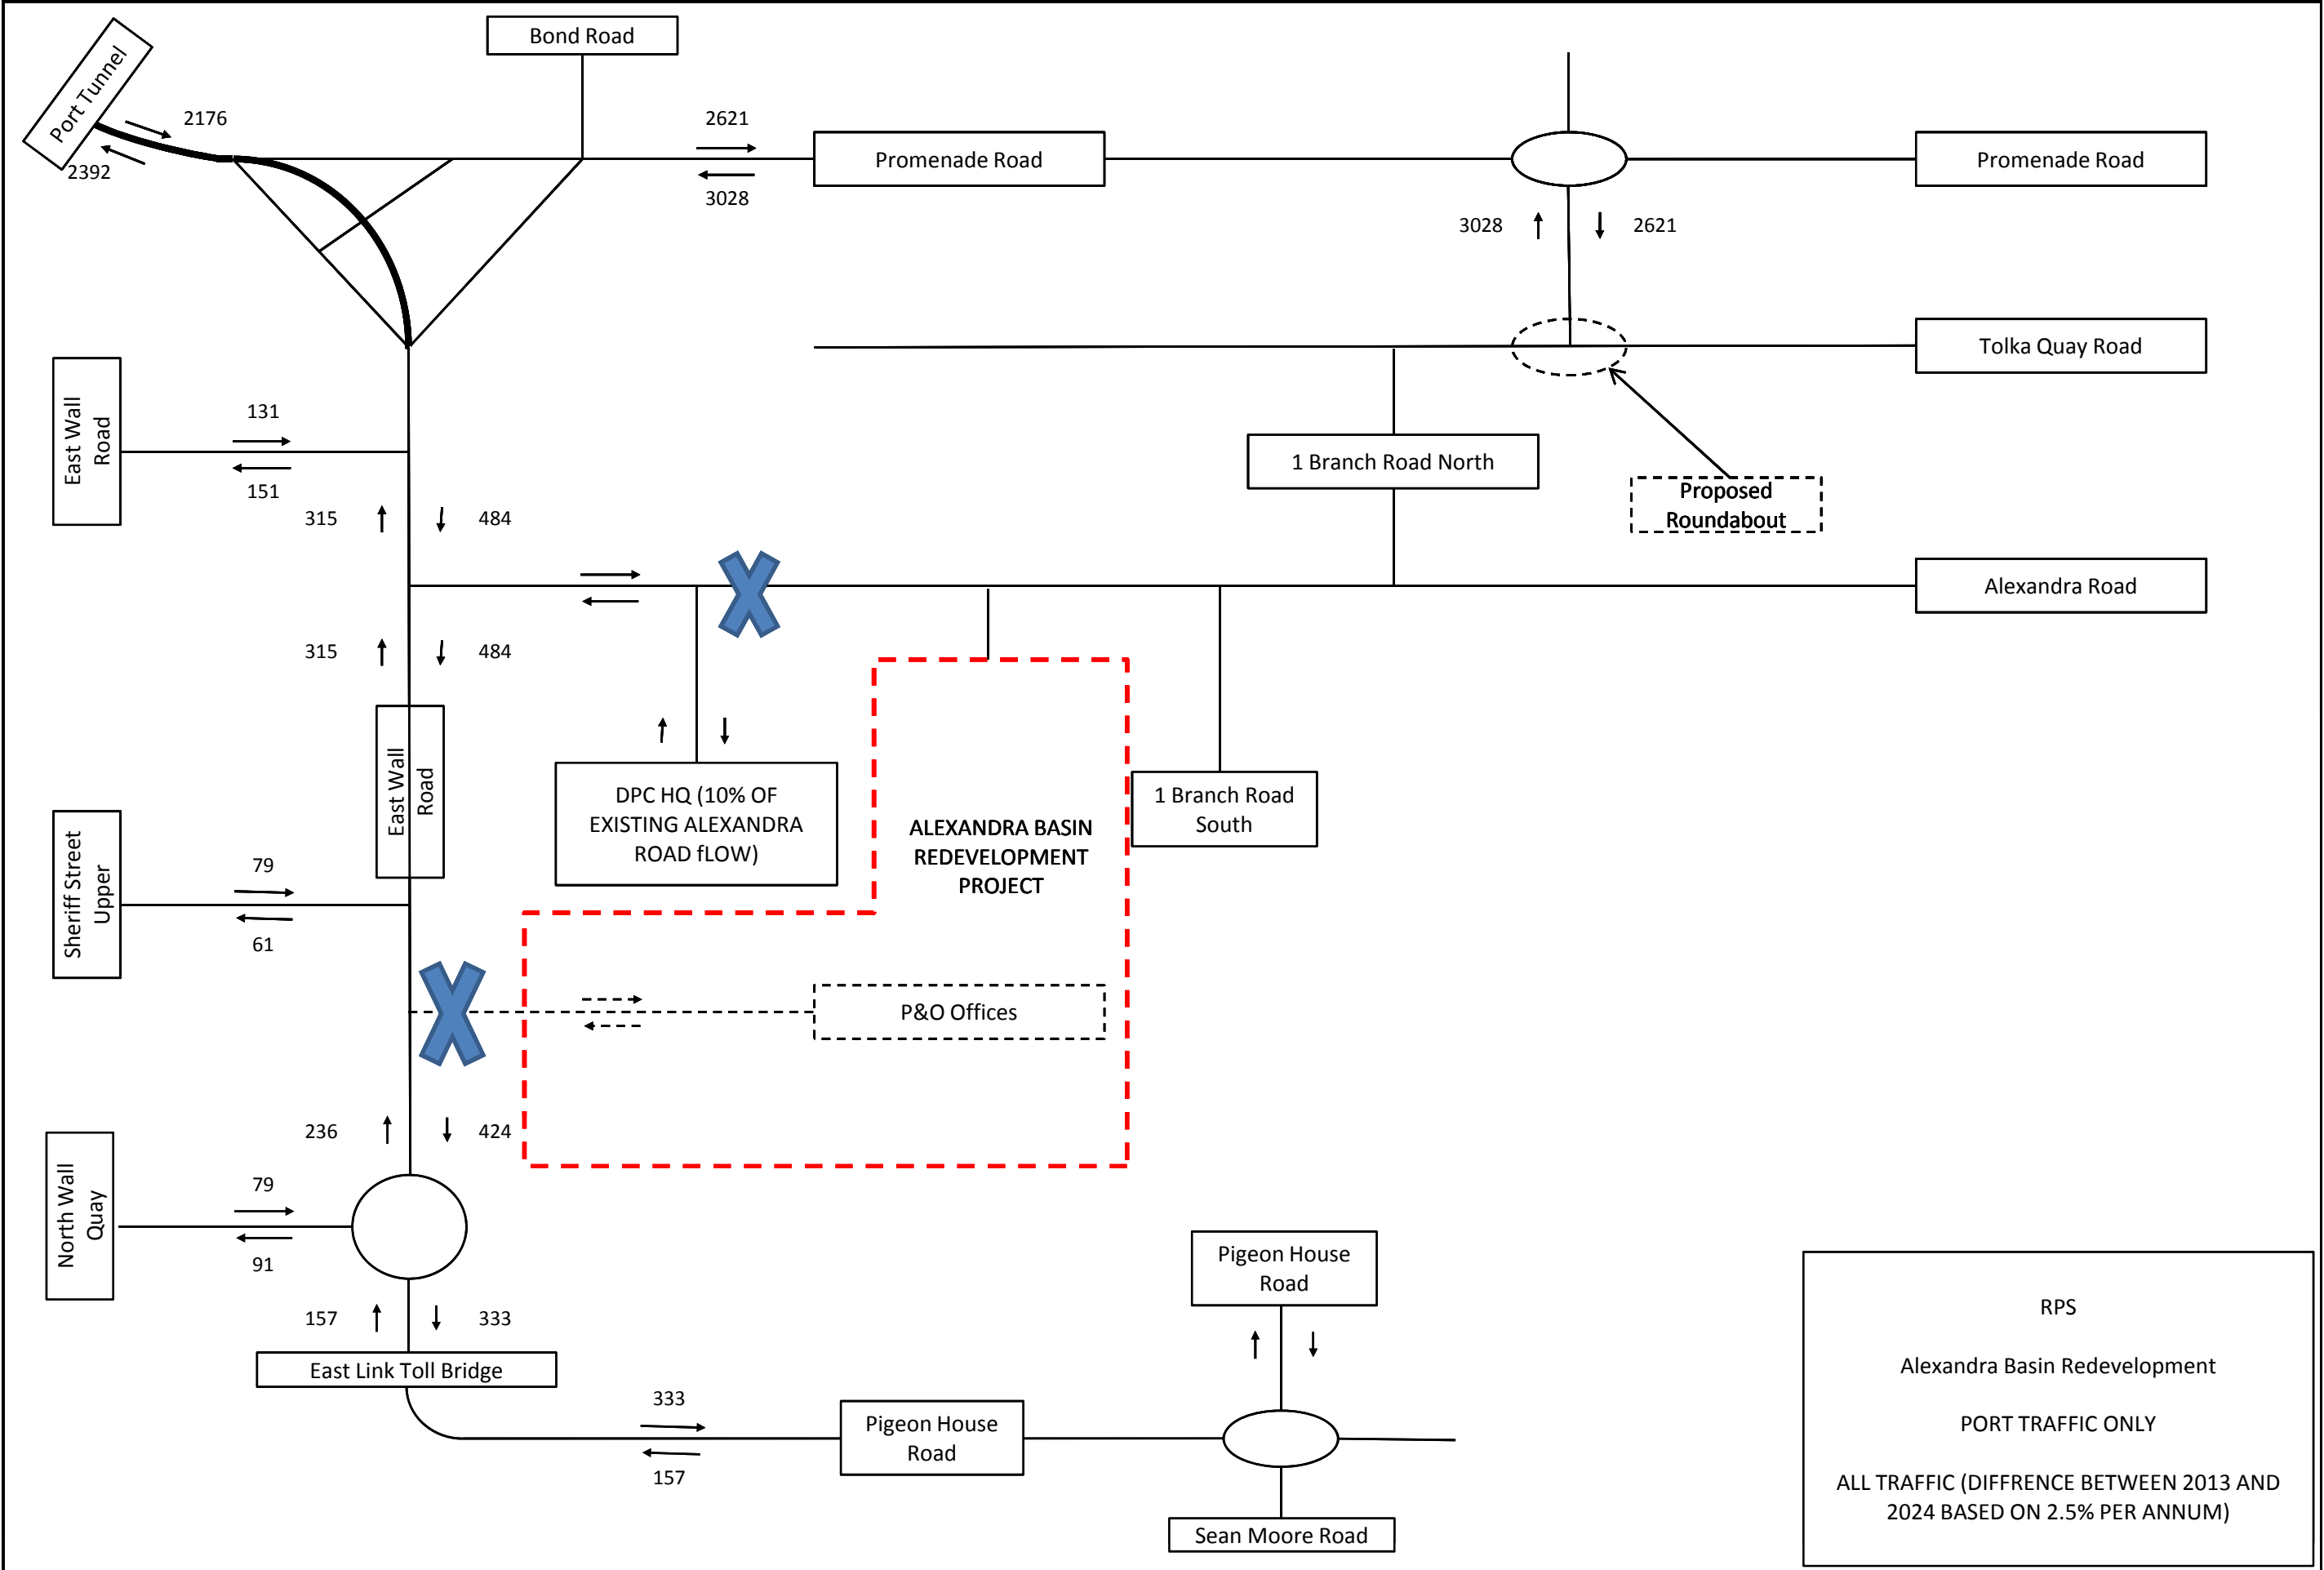 Bond Road
Port Tunnel
2176
2392
2621
3028
Promenade Road
Promenade Road
3028
2621
Tolka Quay Road
East Wall
Road
131
151
1 Branch Road North
Proposed
Roundabout
315
484
Alexandra Road
315
484
East Wall
Road
DPC HQ (10% OF
EXISTING ALEXANDRA
ROAD fLOW)
ALEXANDRA BASIN
REDEVELOPMENT
PROJECT
1 Branch Road
South
Sheriff Street
Upper
79
61
P&O Offices
236
424
North Wall
Quay
79
91
157
333
East Link Toll Bridge
333
157
Pigeon House
Road
Pigeon House
Road
Sean Moore Road
RPS
Alexandra Basin Redevelopment
PORT TRAFFIC ONLY
ALL TRAFFIC (DIFFRENCE BETWEEN 2013 AND
2024 BASED ON 2.5% PER ANNUM)